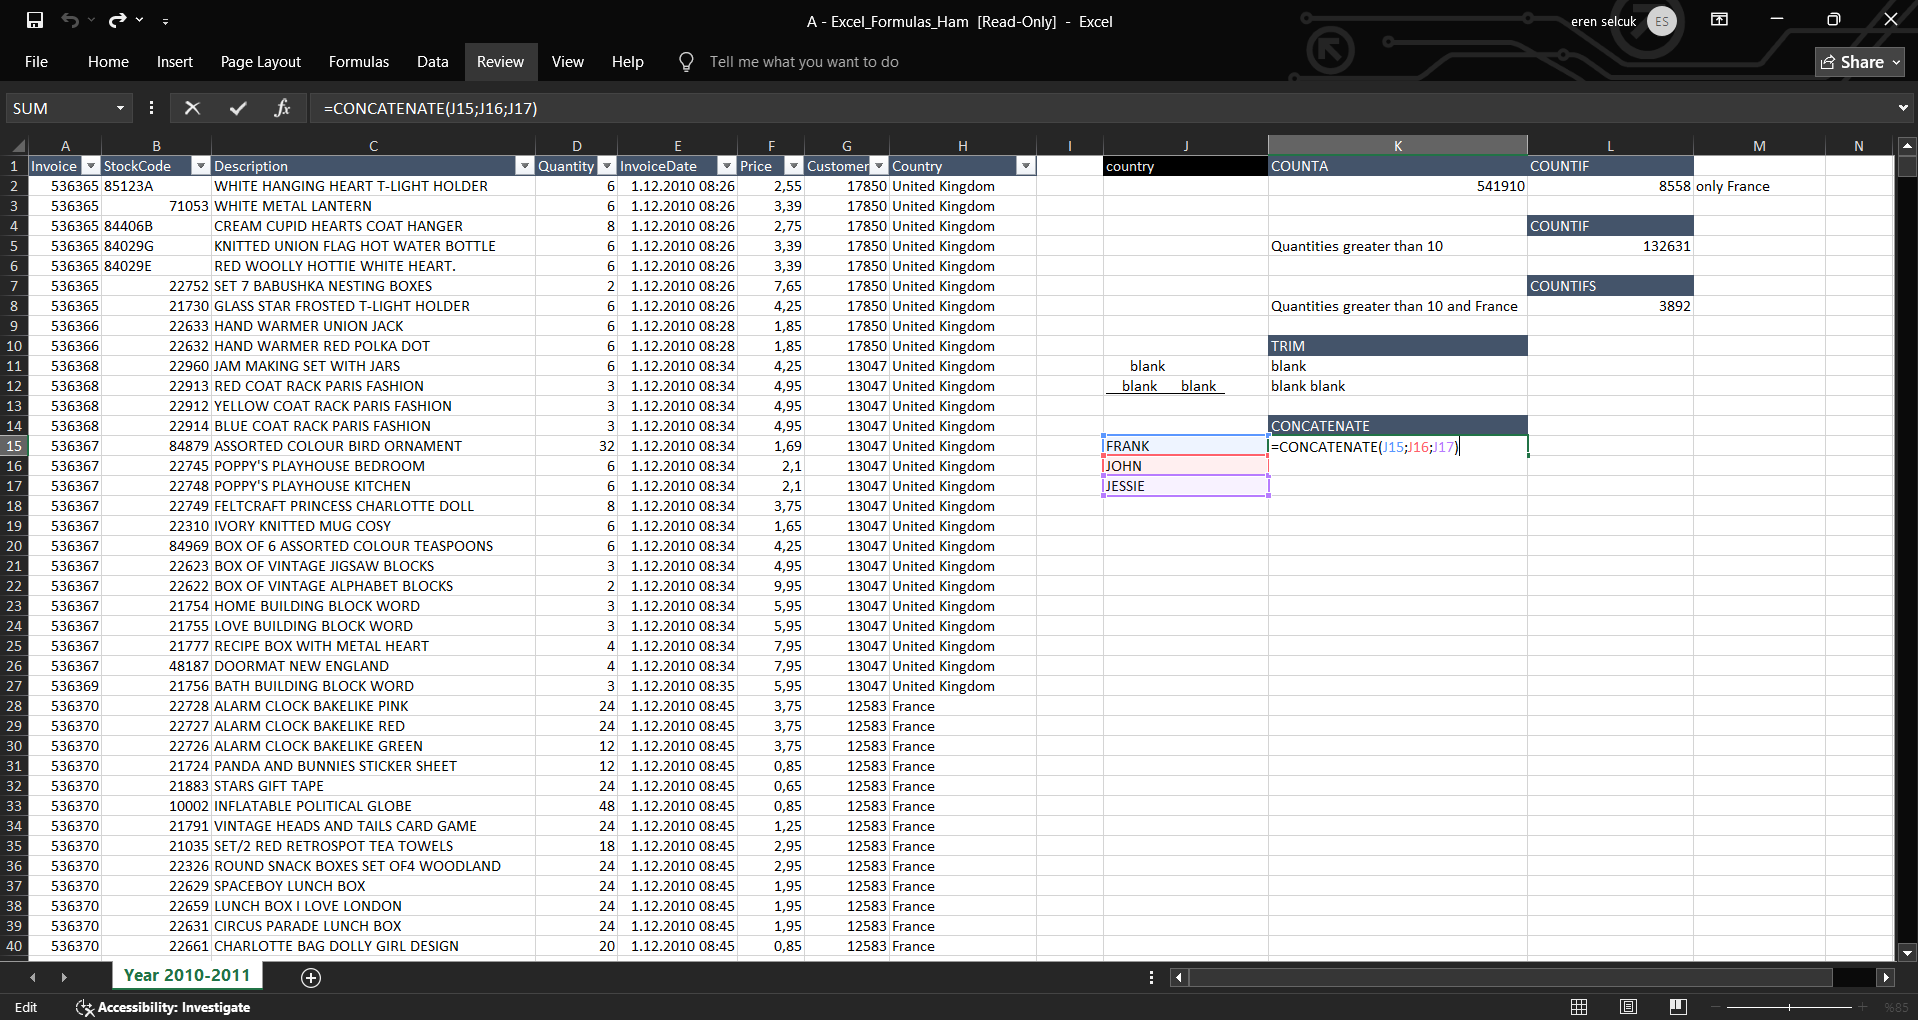 A - Excel_Formulas_Ham [Read-Only] - Excel
eren selcuk ES
File Home Insert Page Layout Formulas Data Review View Help Tell me what you want to do Share
SUM =CONCATENATE(J15;J16;J17)
A B C D E F G H I J K L M N
1 Invoice StockCode Description Quantity InvoiceDate Price Customer Country country COUNTA COUNTIF
2 536365 85123A WHITE HANGING HEART T-LIGHT HOLDER 6 1.12.2010 08:26 2,55 17850 United Kingdom 541910 8558 only France
3 536365 71053 WHITE METAL LANTERN 6 1.12.2010 08:26 3,39 17850 United Kingdom
4 536365 84406B CREAM CUPID HEARTS COAT HANGER 8 1.12.2010 08:26 2,75 17850 United Kingdom COUNTIF
5 536365 84029G KNITTED UNION FLAG HOT WATER BOTTLE 6 1.12.2010 08:26 3,39 17850 United Kingdom Quantities greater than 10 132631
6 536365 84029E RED WOOLLY HOTTIE WHITE HEART. 6 1.12.2010 08:26 3,39 17850 United Kingdom
7 536365 22752 SET 7 BABUSHKA NESTING BOXES 2 1.12.2010 08:26 7,65 17850 United Kingdom COUNTIFS
8 536365 21730 GLASS STAR FROSTED T-LIGHT HOLDER 6 1.12.2010 08:26 4,25 17850 United Kingdom Quantities greater than 10 and France 3892
9 536366 22633 HAND WARMER UNION JACK 6 1.12.2010 08:28 1,85 17850 United Kingdom
10 536366 22632 HAND WARMER RED POLKA DOT 6 1.12.2010 08:28 1,85 17850 United Kingdom TRIM
11 536368 22960 JAM MAKING SET WITH JARS 6 1.12.2010 08:34 4,25 13047 United Kingdom blank blank
12 536368 22913 RED COAT RACK PARIS FASHION 3 1.12.2010 08:34 4,95 13047 United Kingdom blank blank blank blank
13 536368 22912 YELLOW COAT RACK PARIS FASHION 3 1.12.2010 08:34 4,95 13047 United Kingdom
14 536368 22914 BLUE COAT RACK PARIS FASHION 3 1.12.2010 08:34 4,95 13047 United Kingdom CONCATENATE
15 536367 84879 ASSORTED COLOUR BIRD ORNAMENT 32 1.12.2010 08:34 1,69 13047 United Kingdom FRANK =CONCATENATE(J15;J16;J17)
16 536367 22745 POPPY'S PLAYHOUSE BEDROOM 6 1.12.2010 08:34 2,1 13047 United Kingdom JOHN
17 536367 22748 POPPY'S PLAYHOUSE KITCHEN 6 1.12.2010 08:34 2,1 13047 United Kingdom JESSIE
18 536367 22749 FELTCRAFT PRINCESS CHARLOTTE DOLL 8 1.12.2010 08:34 3,75 13047 United Kingdom
19 536367 22310 IVORY KNITTED MUG COSY 6 1.12.2010 08:34 1,65 13047 United Kingdom
20 536367 84969 BOX OF 6 ASSORTED COLOUR TEASPOONS 6 1.12.2010 08:34 4,25 13047 United Kingdom
21 536367 22623 BOX OF VINTAGE JIGSAW BLOCKS 3 1.12.2010 08:34 4,95 13047 United Kingdom
22 536367 22622 BOX OF VINTAGE ALPHABET BLOCKS 2 1.12.2010 08:34 9,95 13047 United Kingdom
23 536367 21754 HOME BUILDING BLOCK WORD 3 1.12.2010 08:34 5,95 13047 United Kingdom
24 536367 21755 LOVE BUILDING BLOCK WORD 3 1.12.2010 08:34 5,95 13047 United Kingdom
25 536367 21777 RECIPE BOX WITH METAL HEART 4 1.12.2010 08:34 7,95 13047 United Kingdom
26 536367 48187 DOORMAT NEW ENGLAND 4 1.12.2010 08:34 7,95 13047 United Kingdom
27 536369 21756 BATH BUILDING BLOCK WORD 3 1.12.2010 08:35 5,95 13047 United Kingdom
28 536370 22728 ALARM CLOCK BAKELIKE PINK 24 1.12.2010 08:45 3,75 12583 France
29 536370 22727 ALARM CLOCK BAKELIKE RED 24 1.12.2010 08:45 3,75 12583 France
30 536370 22726 ALARM CLOCK BAKELIKE GREEN 12 1.12.2010 08:45 3,75 12583 France
31 536370 21724 PANDA AND BUNNIES STICKER SHEET 12 1.12.2010 08:45 0,85 12583 France
32 536370 21883 STARS GIFT TAPE 24 1.12.2010 08:45 0,65 12583 France
33 536370 10002 INFLATABLE POLITICAL GLOBE 48 1.12.2010 08:45 0,85 12583 France
34 536370 21791 VINTAGE HEADS AND TAILS CARD GAME 24 1.12.2010 08:45 1,25 12583 France
35 536370 21035 SET/2 RED RETROSPOT TEA TOWELS 18 1.12.2010 08:45 2,95 12583 France
36 536370 22326 ROUND SNACK BOXES SET OF4 WOODLAND 24 1.12.2010 08:45 2,95 12583 France
37 536370 22629 SPACEBOY LUNCH BOX 24 1.12.2010 08:45 1,95 12583 France
38 536370 22659 LUNCH BOX I LOVE LONDON 24 1.12.2010 08:45 1,95 12583 France
39 536370 22631 CIRCUS PARADE LUNCH BOX 24 1.12.2010 08:45 1,95 12583 France
40 536370 22661 CHARLOTTE BAG DOLLY GIRL DESIGN 20 1.12.2010 08:45 0,85 12583 France
Year 2010-2011
Edit Accessibility: Investigate %85